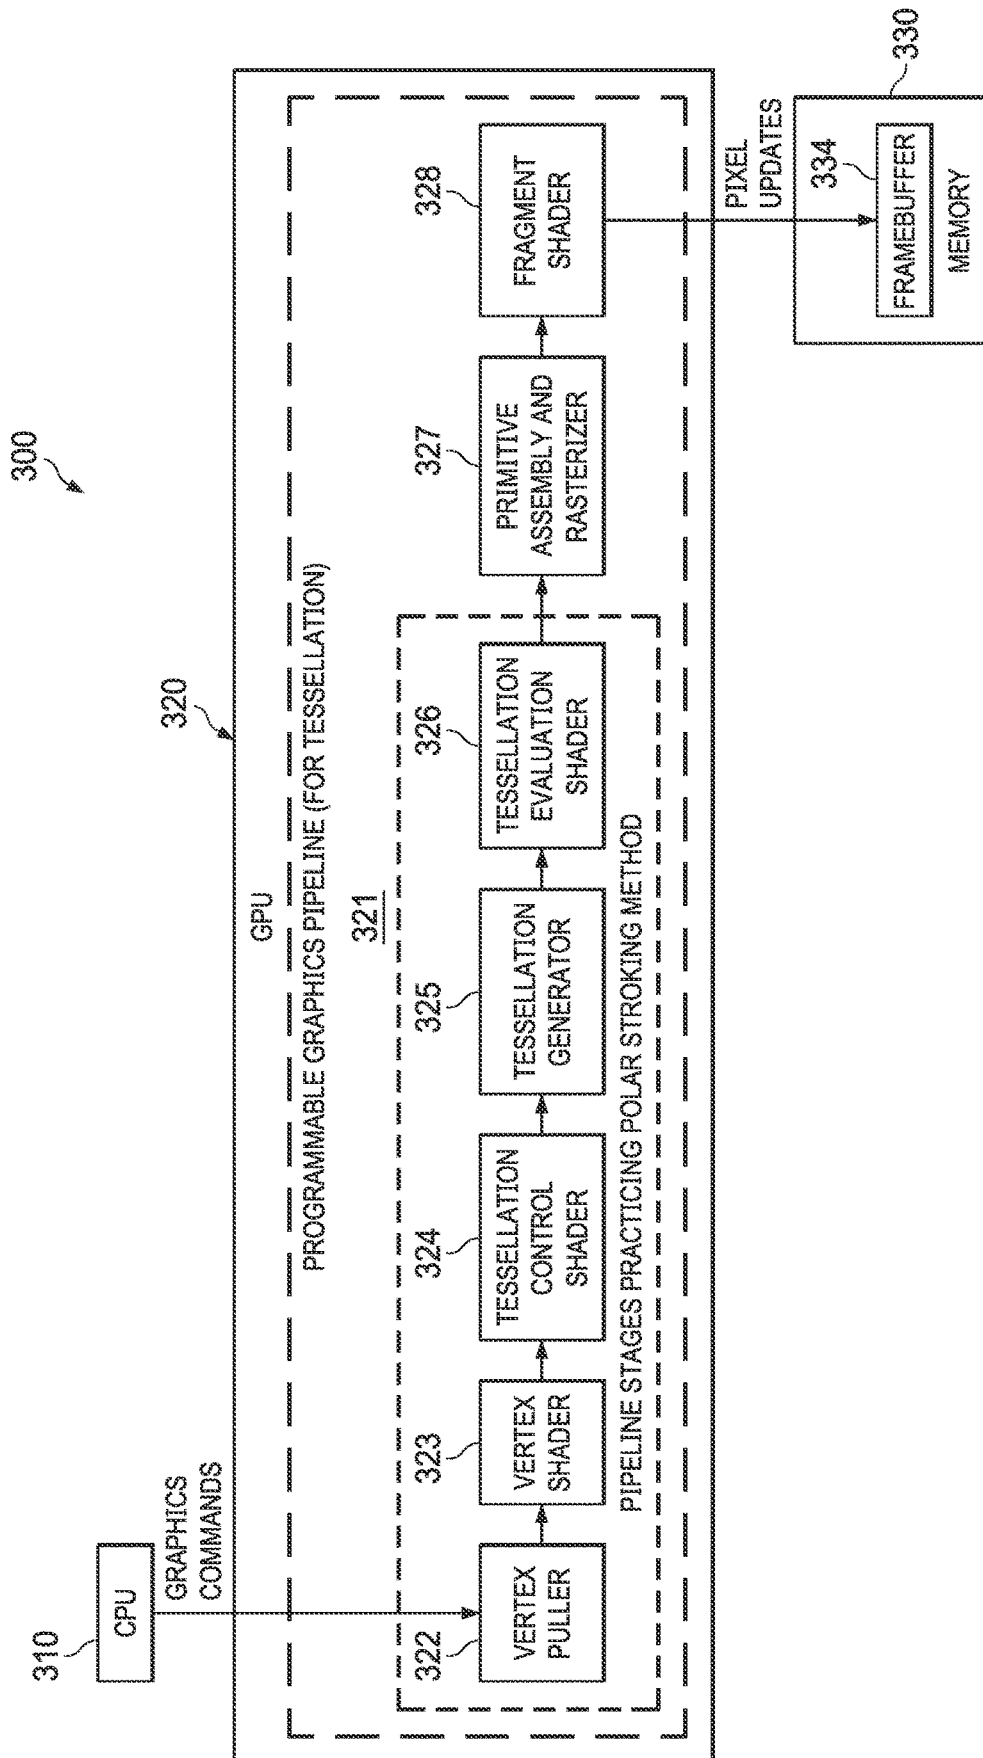 300
310
CPU
GRAPHICS
COMMANDS
320
GPU
PROGRAMMABLE GRAPHICS PIPELINE (FOR TESSELLATION)
321
322
VERTEX
PULLER
323
VERTEX
SHADER
324
TESSELLATION
CONTROL
SHADER
325
TESSELLATION
GENERATOR
326
TESSELLATION
EVALUATION
SHADER
327
PRIMITIVE
ASSEMBLY AND
RASTERIZER
328
FRAGMENT
SHADER
PIPELINE STAGES PRACTICING POLAR STROKING METHOD
PIXEL
UPDATES
330
334
FRAMEBUFFER
MEMORY